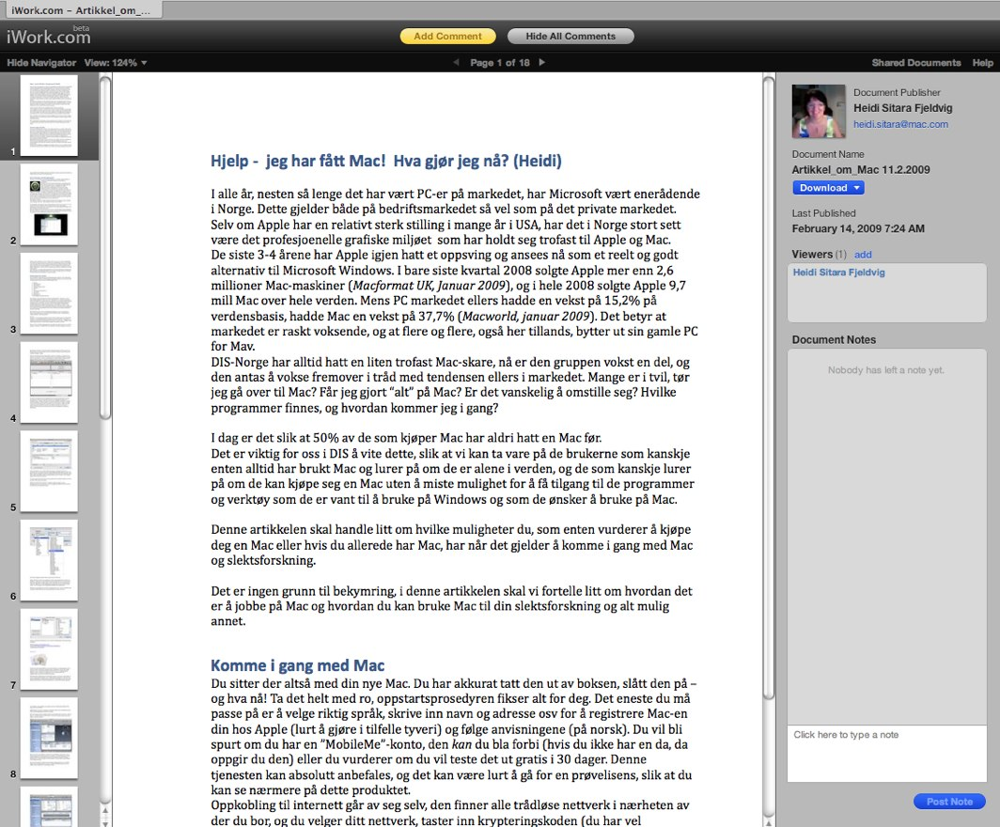 iWork.com – Artikkel_om_...
iWork.com beta
Add Comment
Hide All Comments
Hide Navigator View: 124%
Page 1 of 18
Shared Documents Help
1
2
3
4
5
6
7
8
Hjelp - jeg har fått Mac! Hva gjør jeg nå? (Heidi)
I alle år, nesten så lenge det har vært PC-er på markedet, har Microsoft vært enerådende
i Norge. Dette gjelder både på bedriftsmarkedet så vel som på det private markedet.
Selv om Apple har en relativt sterk stilling i mange år i USA, har det i Norge stort sett
være det profesjoenelle grafiske miljøet som har holdt seg trofast til Apple og Mac.
De siste 3-4 årene har Apple igjen hatt et oppsving og ansees nå som et reelt og godt
alternativ til Microsoft Windows. I bare siste kvartal 2008 solgte Apple mer enn 2,6
millioner Mac-maskiner (Macformat UK, Januar 2009), og i hele 2008 solgte Apple 9,7
mill Mac over hele verden. Mens PC markedet ellers hadde en vekst på 15,2% på
verdensbasis, hadde Mac en vekst på 37,7% (Macworld, januar 2009). Det betyr at
markedet er raskt voksende, og at flere og flere, også her tillands, bytter ut sin gamle PC
for Mav.
DIS-Norge har alltid hatt en liten trofast Mac-skare, nå er den gruppen vokst en del, og
den antas å vokse fremover i tråd med tendensen ellers i markedet. Mange er i tvil, tør
jeg gå over til Mac? Får jeg gjort "alt" på Mac? Er det vanskelig å omstille seg? Hvilke
programmer finnes, og hvordan kommer jeg i gang?
I dag er det slik at 50% av de som kjøper Mac har aldri hatt en Mac før.
Det er viktig for oss i DIS å vite dette, slik at vi kan ta vare på de brukerne som kanskje
enten alltid har brukt Mac og lurer på om de er alene i verden, og de som kanskje lurer
på om de kan kjøpe seg en Mac uten å miste mulighet for å få tilgang til de programmer
og verktøy som de er vant til å bruke på Windows og som de ønsker å bruke på Mac.
Denne artikkelen skal handle litt om hvilke muligheter du, som enten vurderer å kjøpe
deg en Mac eller hvis du allerede har Mac, har når det gjelder å komme i gang med Mac
og slektsforskning.
Det er ingen grunn til bekymring, i denne artikkelen skal vi fortelle litt om hvordan det
er å jobbe på Mac og hvordan du kan bruke Mac til din slektsforskning og alt mulig
annet.
Komme i gang med Mac
Du sitter der altså med din nye Mac. Du har akkurat tatt den ut av boksen, slått den på –
og hva nå! Ta det helt med ro, oppstartsprosedyren fikser alt for deg. Det eneste du må
passe på er å velge riktig språk, skrive inn navn og adresse osv for å registrere Mac-en
din hos Apple (lurt å gjøre i tilfelle tyveri) og følge anvisningene (på norsk). Du vil bli
spurt om du har en "MobileMe"-konto, den kan du bla forbi (hvis du ikke har en da, da
oppgir du den) eller du vurderer om du vil teste det ut gratis i 30 dager. Denne
tjenesten kan absolutt anbefales, og det kan være lurt å gå for en prøvelisens, slik at du
kan se nærmere på dette produktet.
Oppkobling til internett går av seg selv, den finner alle trådløse nettverk i nærheten av
der du bor, og du velger ditt nettverk, taster inn krypteringskoden (du har vel
Document Publisher
Heidi Sitara Fjeldvig
heidi.sitara@mac.com
Document Name
Artikkel_om_Mac 11.2.2009
Download
Last Published
February 14, 2009 7:24 AM
Viewers (1) add
Heidi Sitara Fjeldvig
Document Notes
Nobody has left a note yet.
Click here to type a note
Post Note